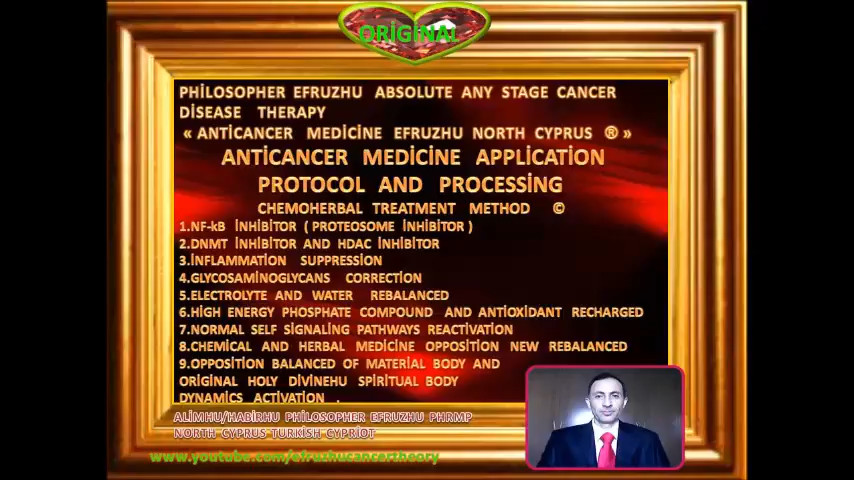 ORİGİNAL
PHİLOSOPHER EFRUZHU ABSOLUTE ANY STAGE CANCER
DİSEASE THERAPY
« ANTİCANCER MEDİCİNE EFRUZHU NORTH CYPRUS ® »
ANTİCANCER MEDİCİNE APPLİCATİON
PROTOCOL AND PROCESSİNG
CHEMOHERBAL TREATMENT METHOD ©
1.NF-kB İNHİBİTOR ( PROTEOSOME İNHİBİTOR )
2.DNMT İNHİBİTOR AND HDAC İNHİBİTOR
3.İNFLAMMATİON SUPPRESSİON
4.GLYCOSAMİNOGLYCANS CORRECTİON
5.ELECTROLYTE AND WATER REBALANCED
6.HİGH ENERGY PHOSPHATE COMPOUND AND ANTİOXİDANT RECHARGED
7.NORMAL SELF SİGNALİNG PATHWAYS REACTİVATİON
8.CHEMİCAL AND HERBAL MEDİCİNE OPPOSİTİON NEW REBALANCED
9.OPPOSİTİON BALANCED OF MATERİAL BODY AND
ORİGİNAL HOLY DİVİNEHU SPİRİTUAL BODY
DYNAMİCS ACTİVATİON .
ALİMHU/HABİRHU PHİLOSOPHER EFRUZHU PHRMP
NORTH CYPRUS TURKİSH CYPRİOT
www.youtube.com/efruzhucancertheory